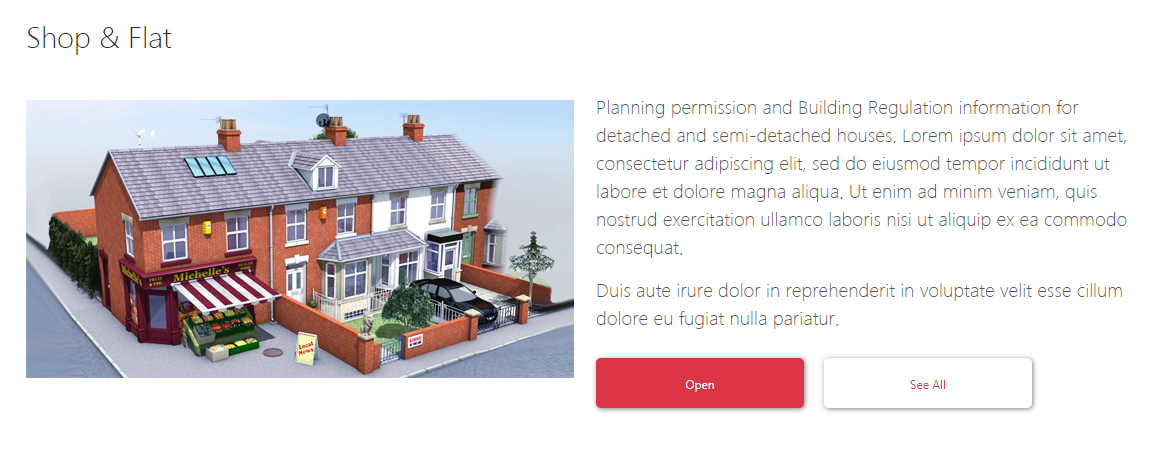 Shop & Flat
Planning permission and Building Regulation information for
detached and semi-detached houses. Lorem ipsum dolor sit amet,
consectetur adipiscing elit, sed do eiusmod tempor incididunt ut
labore et dolore magna aliqua. Ut enim ad minim veniam, quis
nostrud exercitation ullamco laboris nisi ut aliquip ex ea commodo
consequat.
Duis aute irure dolor in reprehenderit in voluptate velit esse cillum
dolore eu fugiat nulla pariatur.
Open
See All
Michelle's
FRUIT
& VEG
Michelle's
Local
News